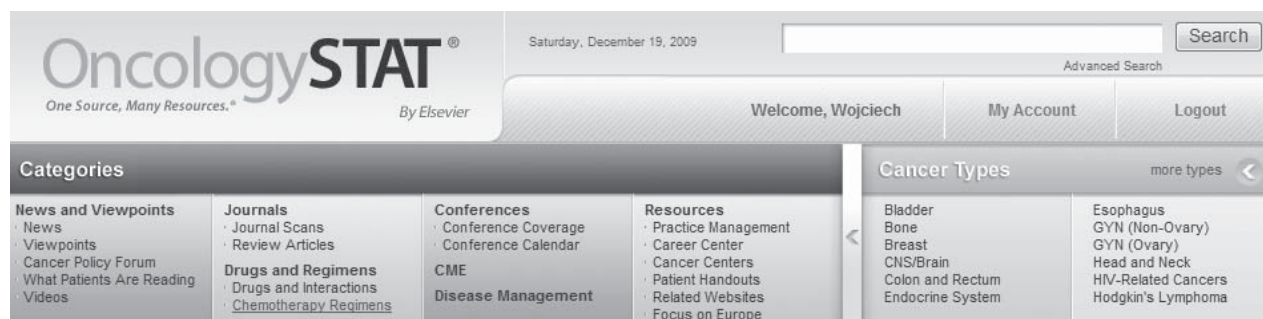 OncologySTAT®
One Source, Many Resources.®
By Elsevier
Saturday, December 19, 2009
Search
Advanced Search
Welcome, Wojciech
My Account
Logout
Categories
News and Viewpoints
· News
· Viewpoints
· Cancer Policy Forum
· What Patients Are Reading
· Videos
Journals
· Journal Scans
· Review Articles
Drugs and Regimens
· Drugs and Interactions
· Chemotherapy Regimens
Conferences
· Conference Coverage
· Conference Calendar
CME
Disease Management
Resources
· Practice Management
· Career Center
· Cancer Centers
· Patient Handouts
· Related Websites
· Focus on Europe
Cancer Types
more types
Bladder
Bone
Breast
CNS/Brain
Colon and Rectum
Endocrine System
Esophagus
GYN (Non-Ovary)
GYN (Ovary)
Head and Neck
HIV-Related Cancers
Hodgkin's Lymphoma